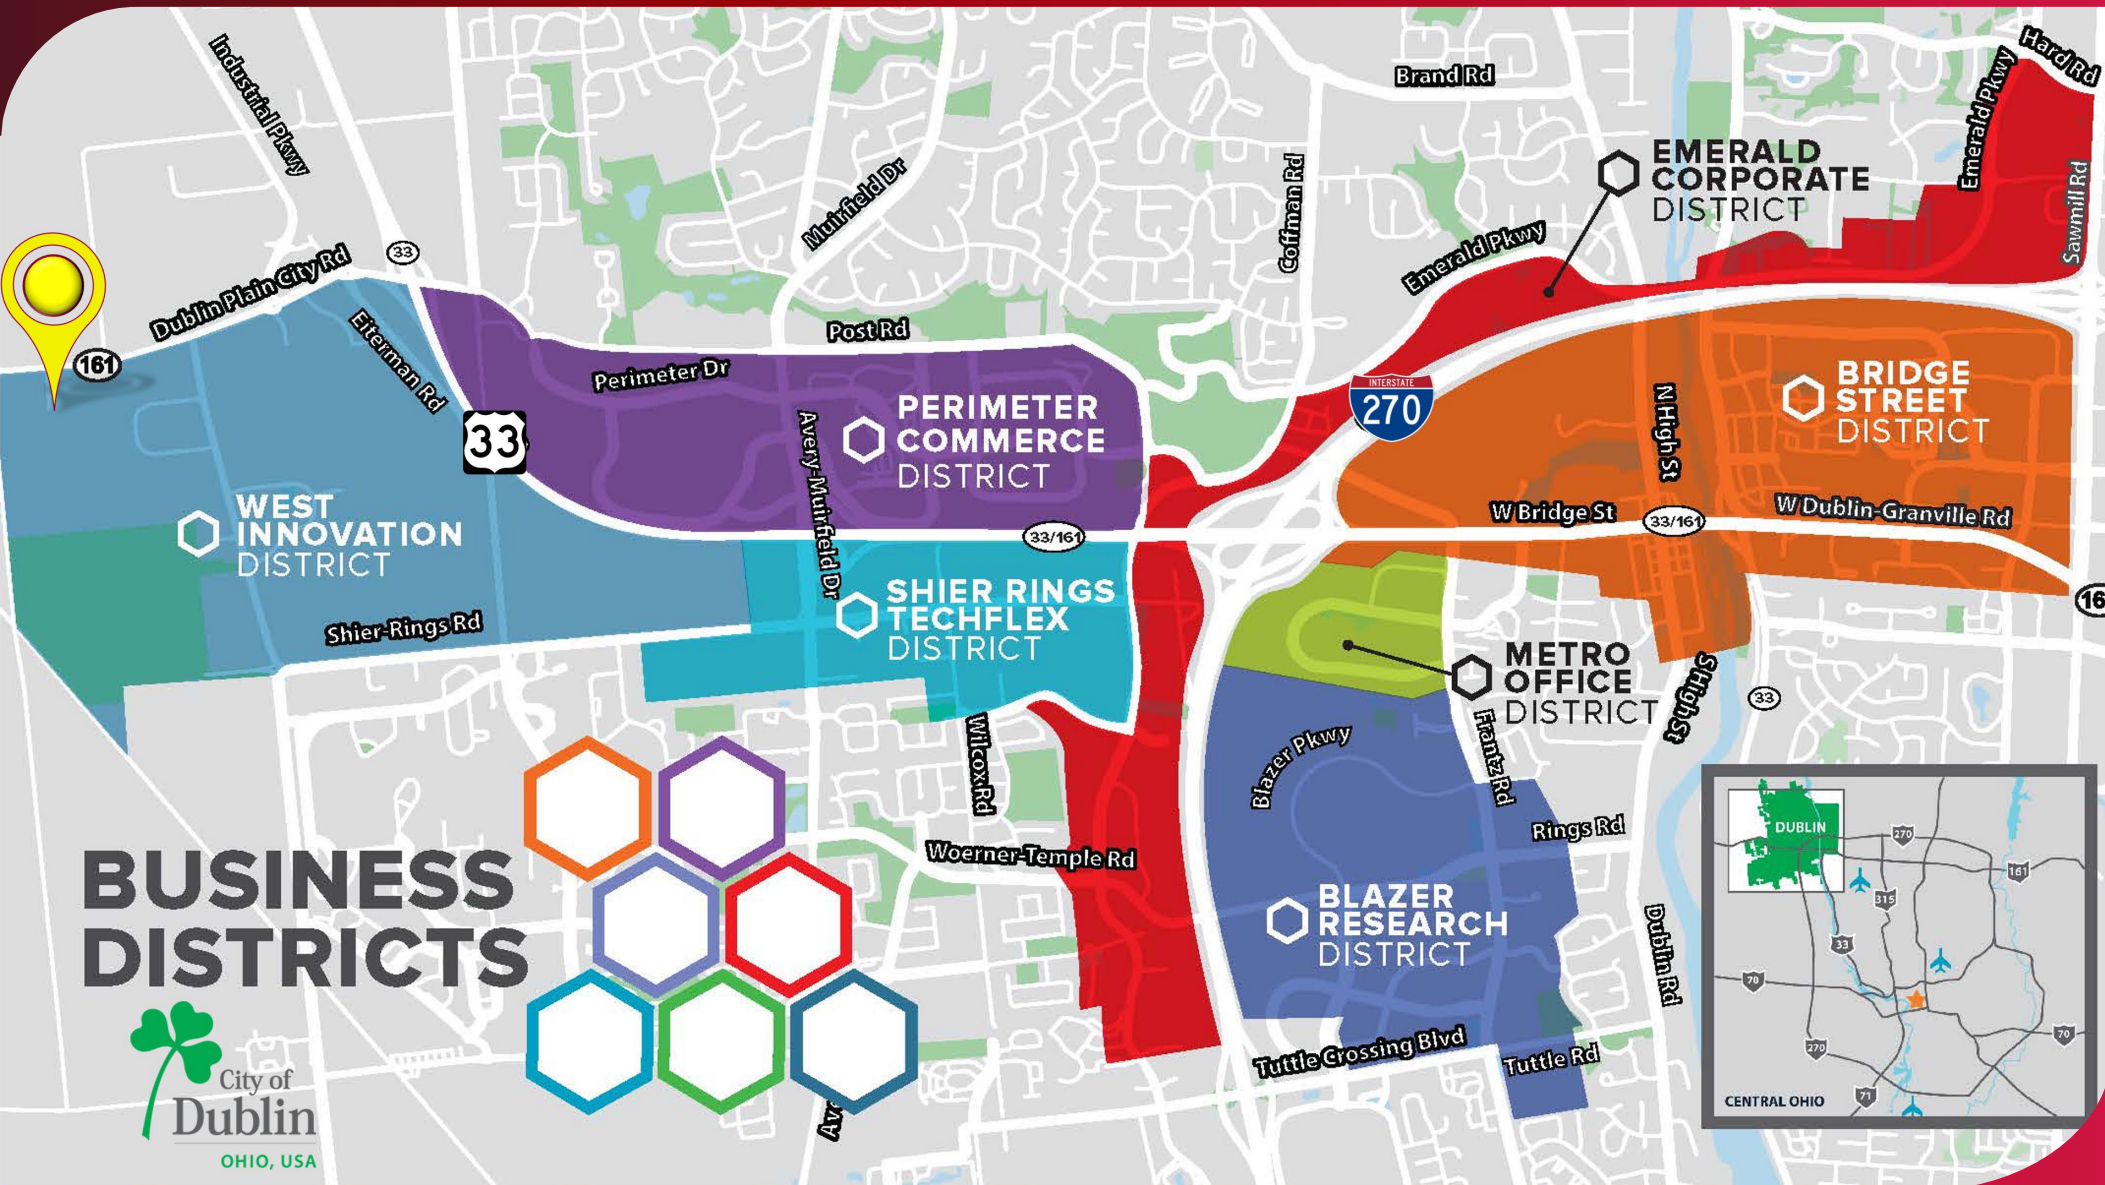 Industrial Pkwy
Brand Rd
Hard Rd
Emerald Pkwy
Sawmill Rd
EMERALD
CORPORATE
DISTRICT
Muirfield Dr
Coffman Rd
Emerald Pkwy
33
Dublin Plain City Rd
161
Eiterman Rd
Post Rd
Perimeter Dr
33
PERIMETER
COMMERCE
DISTRICT
Avery-Muirfield Dr
INTERSTATE
270
N High St
BRIDGE
STREET
DISTRICT
W Bridge St
33/161
W Dublin-Granville Rd
WEST
INNOVATION
DISTRICT
33/161
SHIER RINGS
TECHFLEX
DISTRICT
Shier-Rings Rd
16
METRO
OFFICE
DISTRICT
S High St
33
Frantz Rd
Wilcox Rd
Blazer Pkwy
Rings Rd
Woerner-Temple Rd
BLAZER
RESEARCH
DISTRICT
Dublin Rd
Tuttle Crossing Blvd
Tuttle Rd
Ave
BUSINESS
DISTRICTS
City of
Dublin
OHIO, USA
DUBLIN
270
161
315
33
70
70
270
71
CENTRAL OHIO